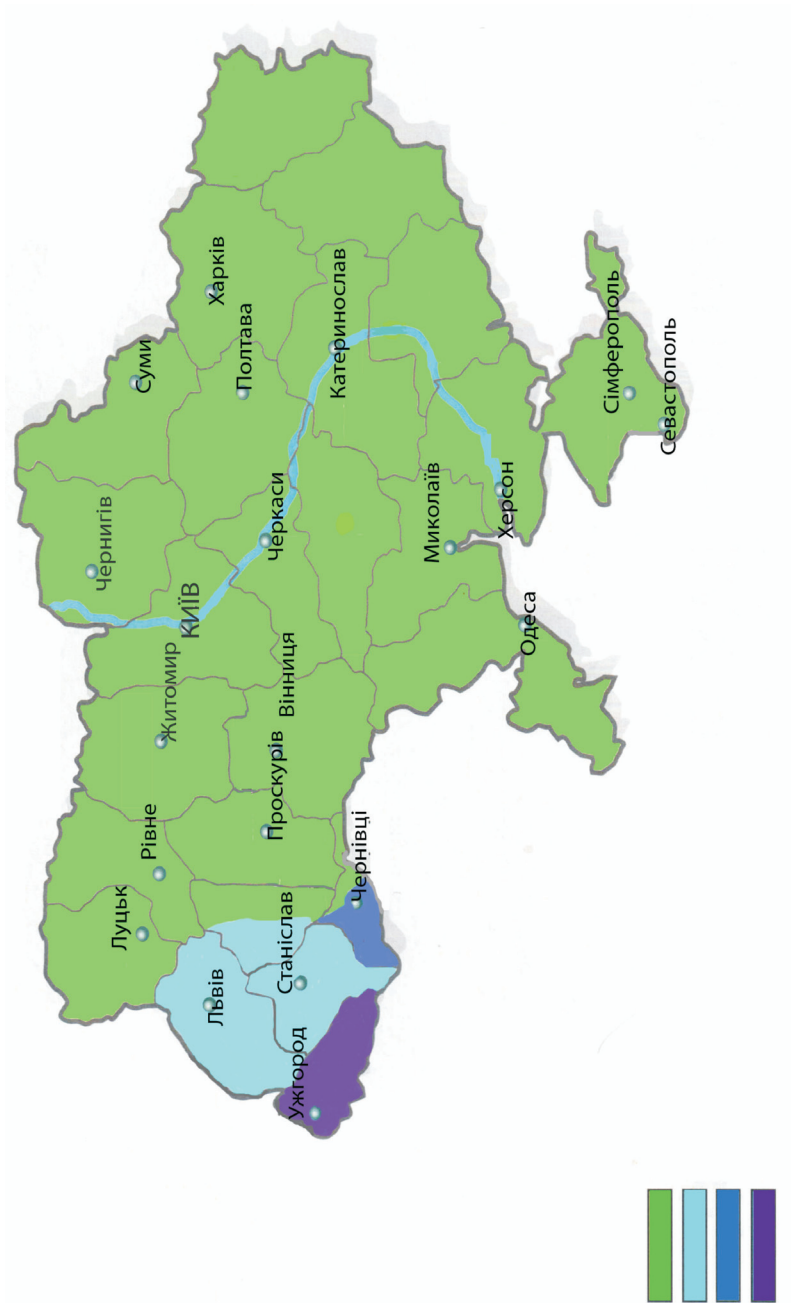 Луцьк
Рівне
Житомир
КИЇВ
Чернигів
Суми
Харків
Полтава
Львів
Станіслав
Ужгород
Чернівці
Проскурів
Вінниця
Черкаси
Катеринослав
Миколаїв
Херсон
Одеса
Сімферополь
Севастополь